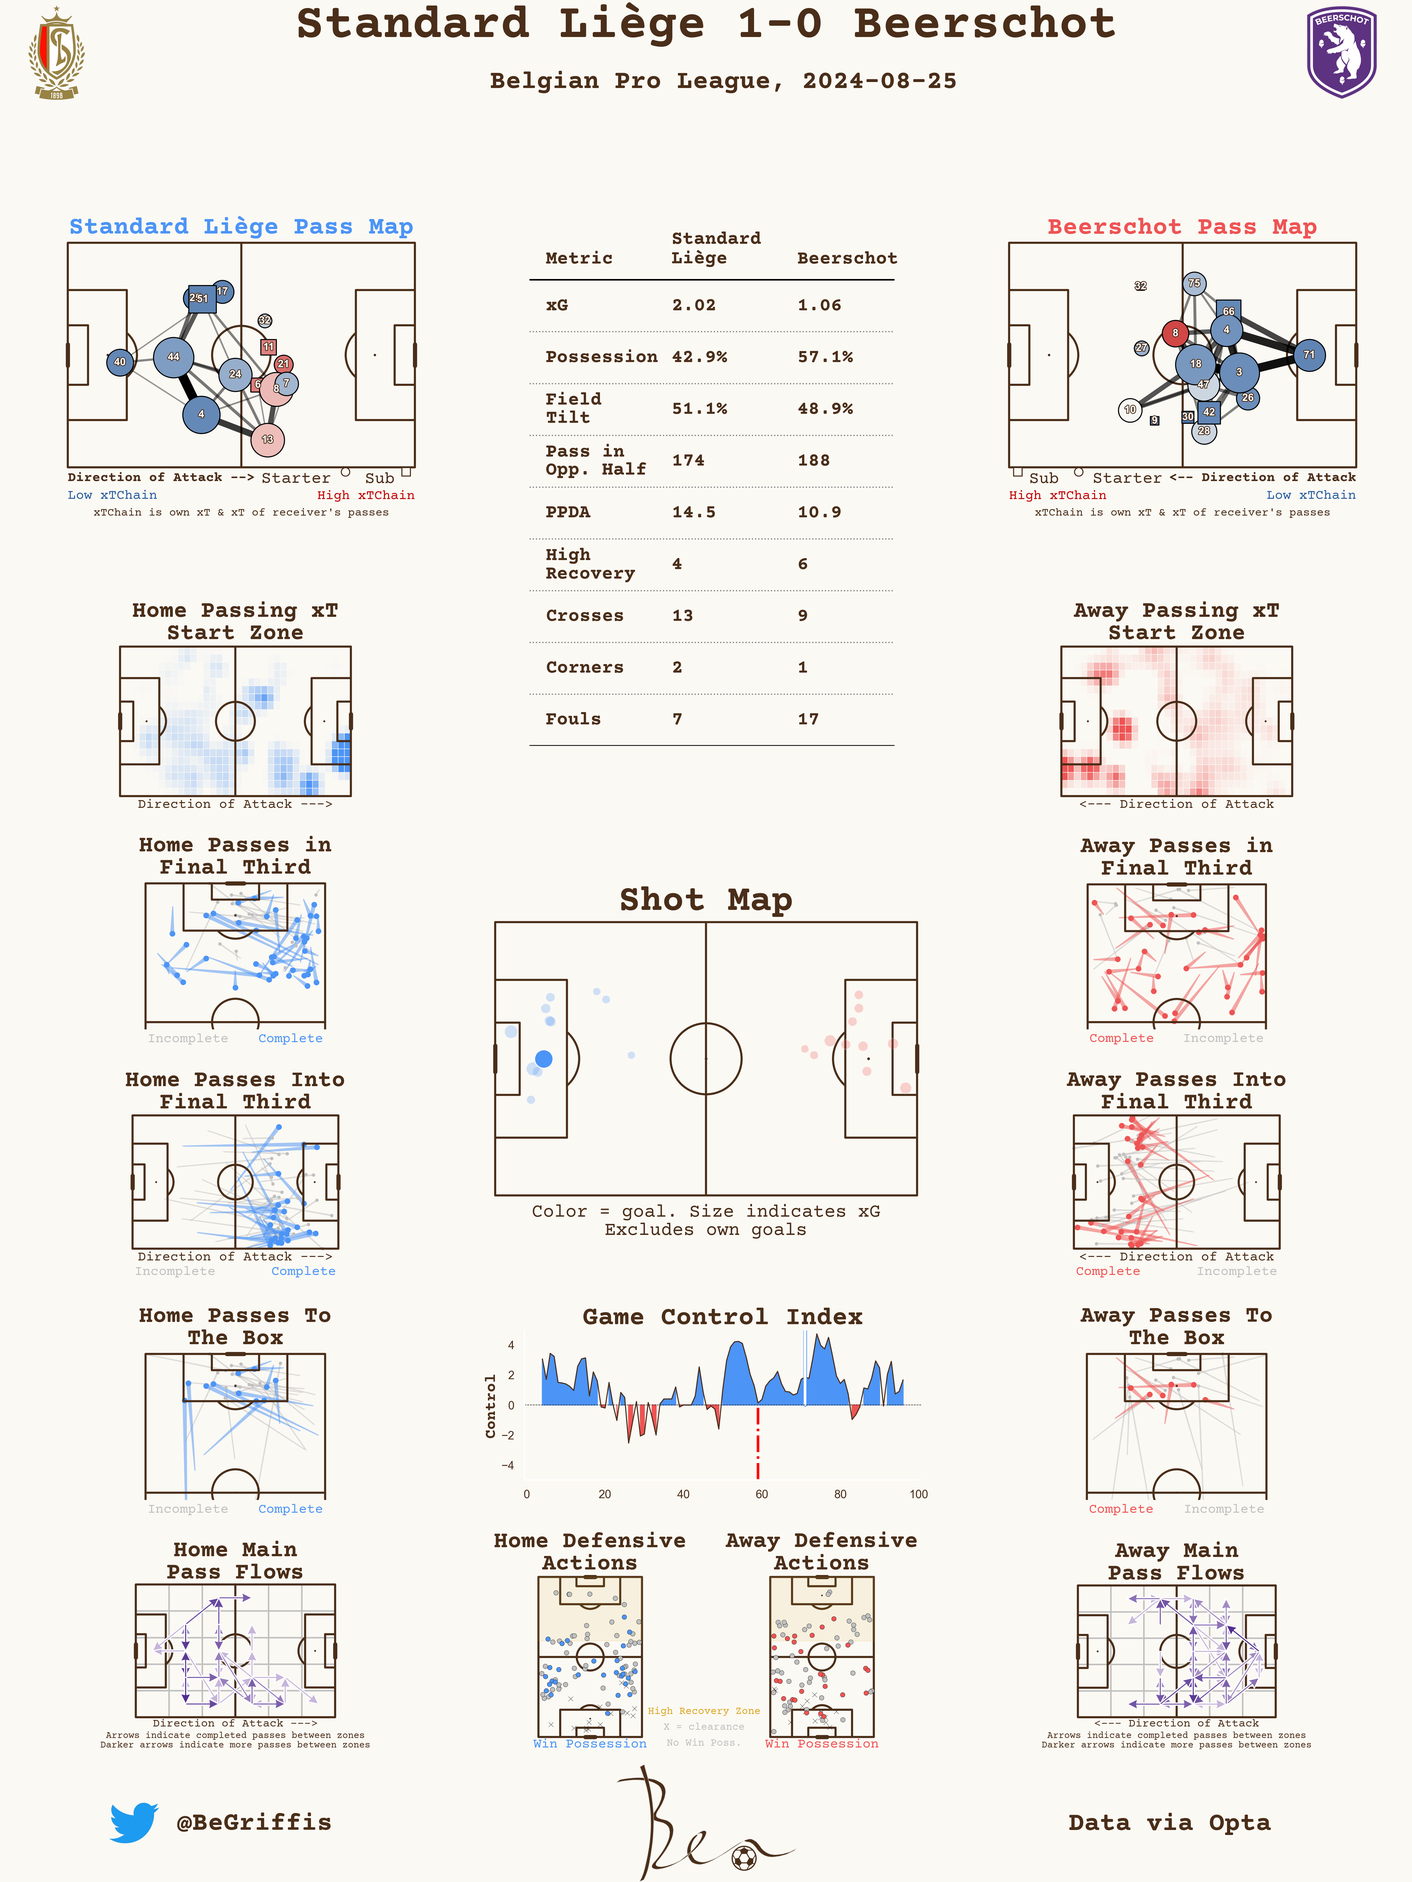 Standard Liège 1-0 Beerschot
Belgian Pro League, 2024-08-25
1898
BEERSCHOT
Standard Liège Pass Map
17
51
32
11
40
44
21
24
6
8
7
4
13
Direction of Attack --> Starter Sub
Low xTChain High xTChain
xTChain is own xT & xT of receiver's passes
Metric Standard Liège Beerschot
xG 2.02 1.06
Possession 42.9% 57.1%
Field Tilt 51.1% 48.9%
Pass in Opp. Half 174 188
PPDA 14.5 10.9
High Recovery 4 6
Crosses 13 9
Corners 2 1
Fouls 7 17
Beerschot Pass Map
32
75
66
8
4
27
71
18
3
47
26
10
9
30
42
28
Sub Starter <-- Direction of Attack
High xTChain Low xTChain
xTChain is own xT & xT of receiver's passes
Home Passing xT
Start Zone
Direction of Attack --->
Away Passing xT
Start Zone
<--- Direction of Attack
Home Passes in
Final Third
Incomplete Complete
Away Passes in
Final Third
Complete Incomplete
Shot Map
Color = goal. Size indicates xG
Excludes own goals
Home Passes Into
Final Third
Direction of Attack --->
Incomplete Complete
Away Passes Into
Final Third
<--- Direction of Attack
Complete Incomplete
Home Passes To
The Box
Incomplete Complete
Game Control Index
Control
4
2
0
−2
−4
0 20 40 60 80 100
Away Passes To
The Box
Complete Incomplete
Home Main
Pass Flows
Direction of Attack --->
Arrows indicate completed passes between zones
Darker arrows indicate more passes between zones
Home Defensive
Actions
Win Possession
High Recovery Zone
X = clearance
No Win Poss.
Away Defensive
Actions
Win Possession
Away Main
Pass Flows
<--- Direction of Attack
Arrows indicate completed passes between zones
Darker arrows indicate more passes between zones
@BeGriffis
Ben
Data via Opta